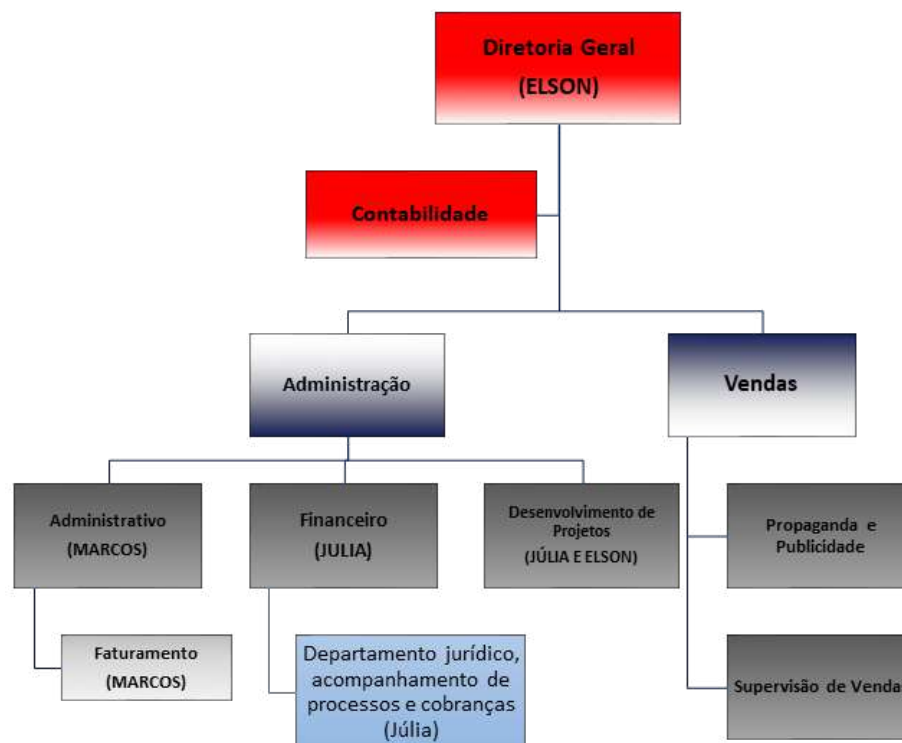 Diretoria Geral
(ELSON)
Contabilidade
Administração
Vendas
Administrativo
(MARCOS)
Financeiro
(JULIA)
Desenvolvimento de
Projetos
(JÚLIA E ELSON)
Propaganda e
Publicidade
Faturamento
(MARCOS)
Departamento jurídico,
acompanhamento de
processos e cobranças
(Júlia)
Supervisão de Vendas